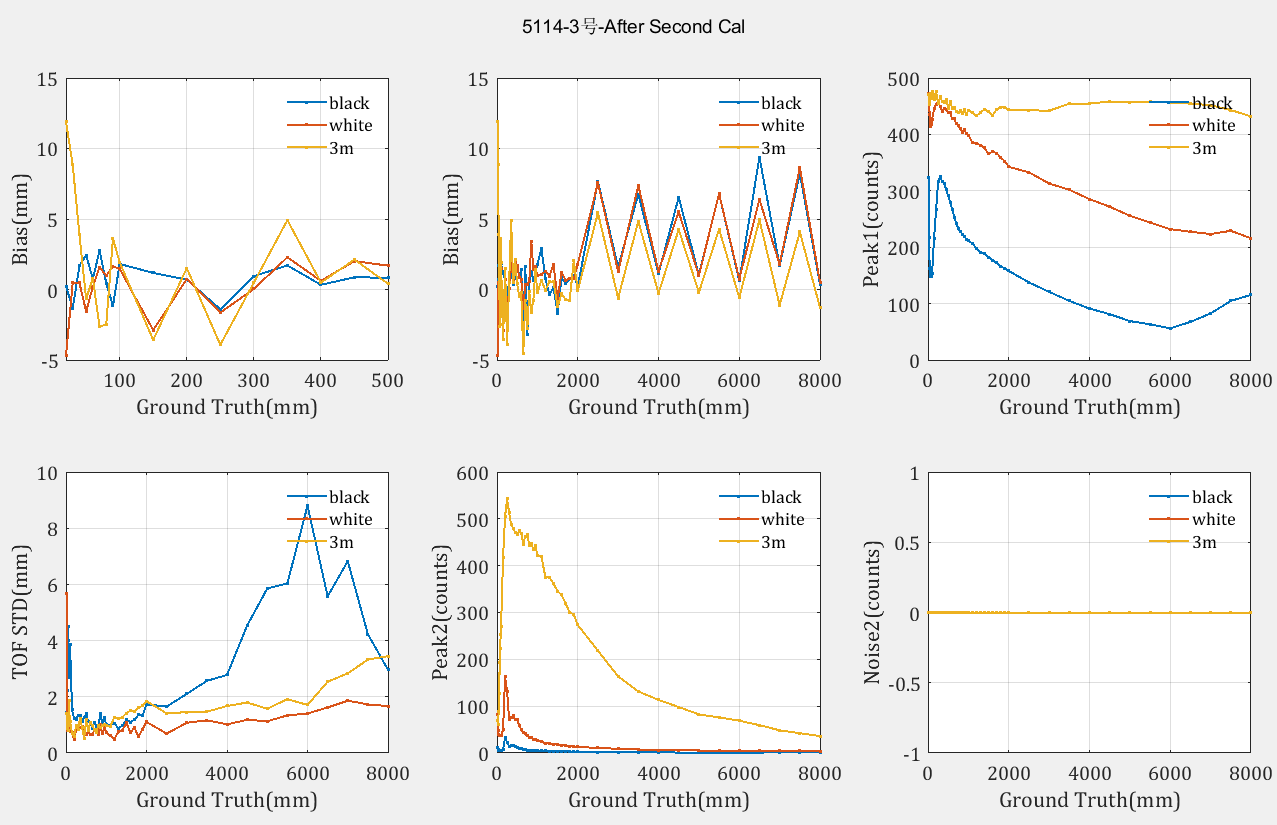 5114-3号-After Second Cal
15
10
5
0
-5
Bias(mm)
black
white
3m
100
200
300
400
500
Ground Truth(mm)
15
10
5
0
-5
Bias(mm)
black
white
3m
0
2000
4000
6000
8000
Ground Truth(mm)
500
400
300
200
100
0
Peak1(counts)
black
white
3m
0
2000
4000
6000
8000
Ground Truth(mm)
10
8
6
4
2
0
TOF STD(mm)
black
white
3m
0
2000
4000
6000
8000
Ground Truth(mm)
600
500
400
300
200
100
0
Peak2(counts)
black
white
3m
0
2000
4000
6000
8000
Ground Truth(mm)
1
0.5
0
-0.5
-1
Noise2(counts)
black
white
3m
0
2000
4000
6000
8000
Ground Truth(mm)